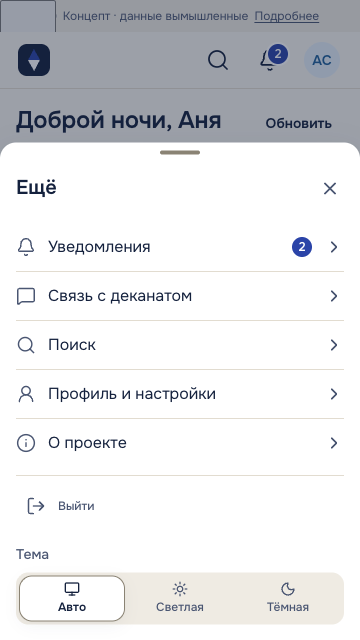 Концепт · данные вымышленные Подробнее
2
АС
Доброй ночи, Аня
Обновить
Ещё
Уведомления
2
Связь с деканатом
Поиск
Профиль и настройки
О проекте
Выйти
Тема
Авто
Светлая
Тёмная